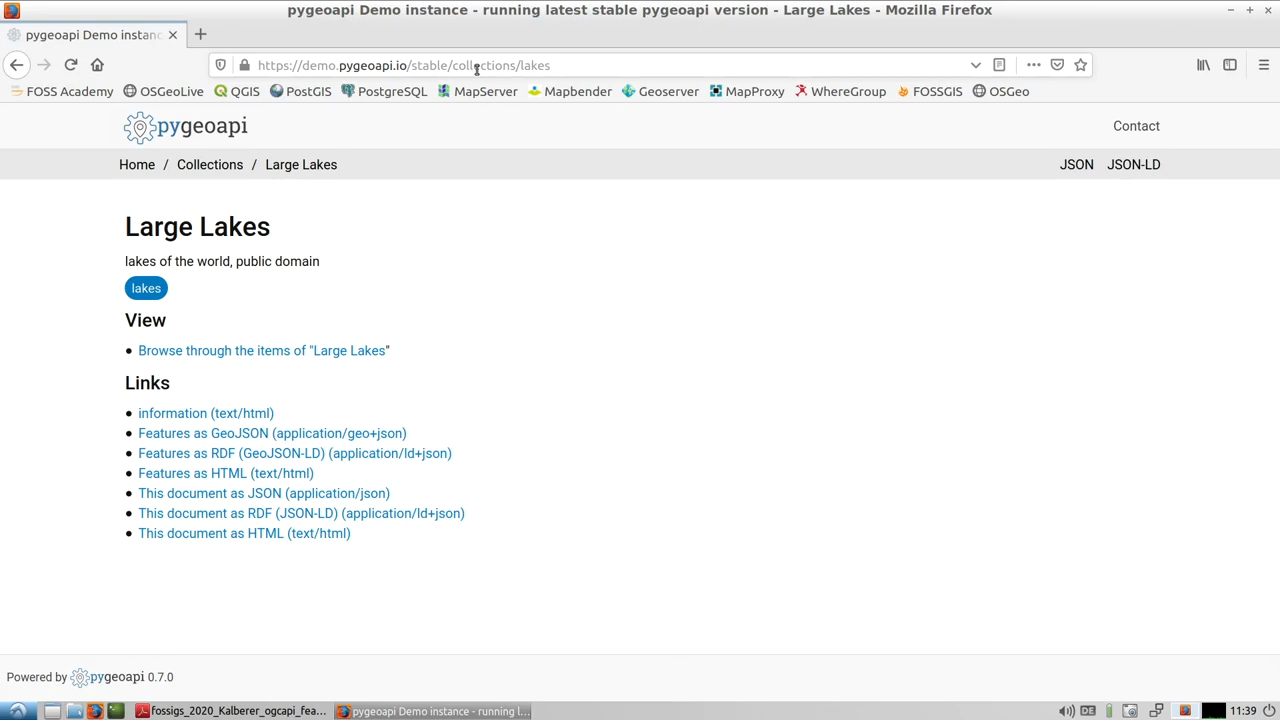 pygeoapi Demo instance - running latest stable pygeoapi version - Large Lakes - Mozilla Firefox
pygeoapi Demo instanc
https://demo.pygeoapi.io/stable/collections/lakes
FOSS Academy OSGeoLive QGIS PostGIS PostgreSQL MapServer Mapbender Geoserver MapProxy WhereGroup FOSSGIS OSGeo
pygeoapi Contact
Home / Collections / Large Lakes JSON JSON-LD
Large Lakes
lakes of the world, public domain
lakes
View
• Browse through the items of "Large Lakes"
Links
• information (text/html)
• Features as GeoJSON (application/geo+json)
• Features as RDF (GeoJSON-LD) (application/ld+json)
• Features as HTML (text/html)
• This document as JSON (application/json)
• This document as RDF (JSON-LD) (application/ld+json)
• This document as HTML (text/html)
Powered by pygeoapi 0.7.0
fossigs_2020_Kalberer_ogcapi_fea... pygeoapi Demo instance - running l... DE 11:39